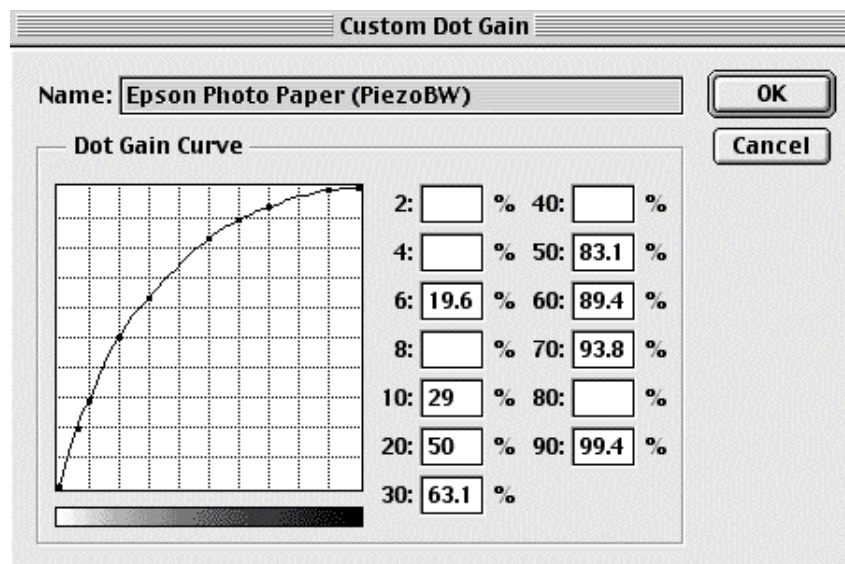 Custom Dot Gain
Name: Epson Photo Paper (PiezoBW)
OK
Cancel
Dot Gain Curve
2: % 40: %
4: % 50: 83.1 %
6: 19.6 % 60: 89.4 %
8: % 70: 93.8 %
10: 29 % 80: %
20: 50 % 90: 99.4 %
30: 63.1 %